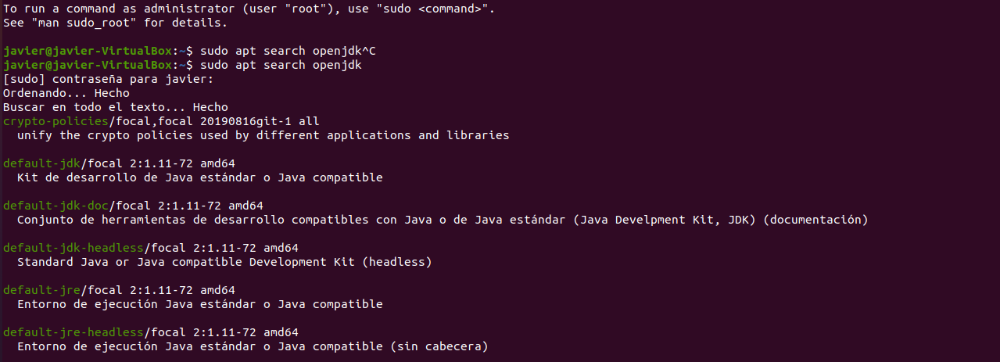 To run a command as administrator (user "root"), use "sudo <command>".
See "man sudo_root" for details.
javier@javier-VirtualBox:~$ sudo apt search openjdk^C
javier@javier-VirtualBox:~$ sudo apt search openjdk
[sudo] contraseña para javier:
Ordenando... Hecho
Buscar en todo el texto... Hecho
crypto-policies/focal,focal 20190816git-1 all
  unify the crypto policies used by different applications and libraries
default-jdk/focal 2:1.11-72 amd64
  Kit de desarrollo de Java estándar o Java compatible
default-jdk-doc/focal 2:1.11-72 amd64
  Conjunto de herramientas de desarrollo compatibles con Java o de Java estándar (Java Develpment Kit, JDK) (documentación)
default-jdk-headless/focal 2:1.11-72 amd64
  Standard Java or Java compatible Development Kit (headless)
default-jre/focal 2:1.11-72 amd64
  Entorno de ejecución Java estándar o Java compatible
default-jre-headless/focal 2:1.11-72 amd64
  Entorno de ejecución Java estándar o Java compatible (sin cabecera)